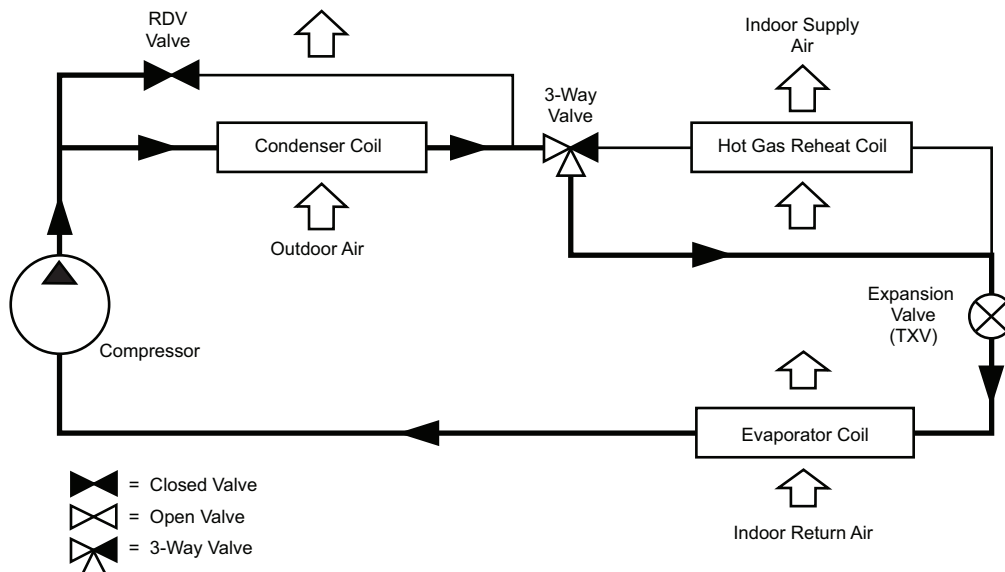 RDV
Valve
Indoor Supply
Air
3-Way
Valve
Condenser Coil
Hot Gas Reheat Coil
Outdoor Air
Expansion
Valve
(TXV)
Compressor
Evaporator Coil
Indoor Return Air
= Closed Valve
= Open Valve
= 3-Way Valve